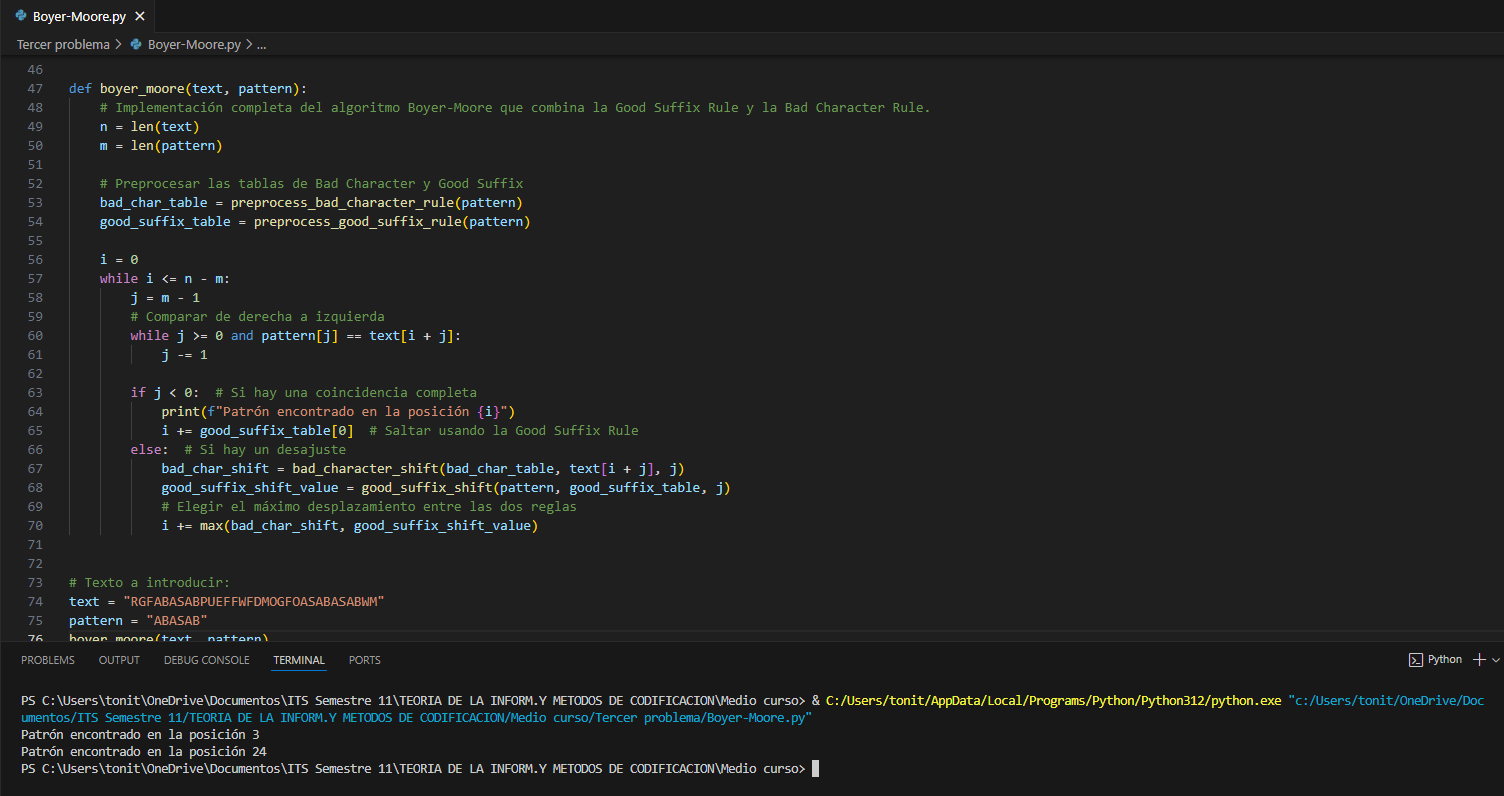 Boyer-Moore.py
Tercer problema > Boyer-Moore.py > ...
46
47 def boyer_moore(text, pattern):
48 # Implementación completa del algoritmo Boyer-Moore que combina la Good Suffix Rule y la Bad Character Rule.
49 n = len(text)
50 m = len(pattern)
51
52 # Preprocesar las tablas de Bad Character y Good Suffix
53 bad_char_table = preprocess_bad_character_rule(pattern)
54 good_suffix_table = preprocess_good_suffix_rule(pattern)
55
56 i = 0
57 while i <= n - m:
58 j = m - 1
59 # Comparar de derecha a izquierda
60 while j >= 0 and pattern[j] == text[i + j]:
61 j -= 1
62
63 if j < 0: # Si hay una coincidencia completa
64 print(f"Patrón encontrado en la posición {i}")
65 i += good_suffix_table[0] # Saltar usando la Good Suffix Rule
66 else: # Si hay un desajuste
67 bad_char_shift = bad_character_shift(bad_char_table, text[i + j], j)
68 good_suffix_shift_value = good_suffix_shift(pattern, good_suffix_table, j)
69 # Elegir el máximo desplazamiento entre las dos reglas
70 i += max(bad_char_shift, good_suffix_shift_value)
71
72
73 # Texto a introducir:
74 text = "RGFABASABPUEFFWFDMOGFOASABASABWM"
75 pattern = "ABASAB"
76 boyer_moore(text, pattern)
PROBLEMS OUTPUT DEBUG CONSOLE TERMINAL PORTS
Python
PS C:\Users\tonit\OneDrive\Documentos\ITS Semestre 11\TEORIA DE LA INFORM.Y METODOS DE CODIFICACION\Medio curso> & C:/Users/tonit/AppData/Local/Programs/Python/Python312/python.exe "c:/Users/tonit/OneDrive/Doc
umentos/ITS Semestre 11/TEORIA DE LA INFORM.Y METODOS DE CODIFICACION/Medio curso/Tercer problema/Boyer-Moore.py"
Patrón encontrado en la posición 3
Patrón encontrado en la posición 24
PS C:\Users\tonit\OneDrive\Documentos\ITS Semestre 11\TEORIA DE LA INFORM.Y METODOS DE CODIFICACION\Medio curso>